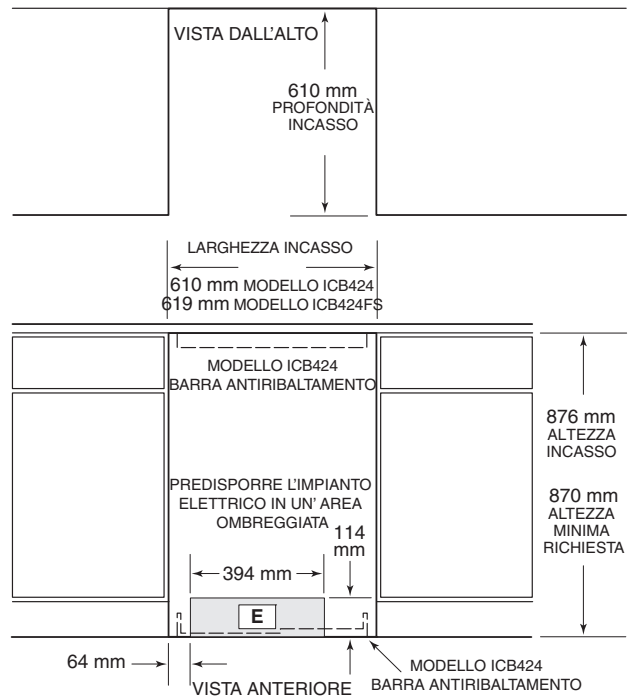 VISTA DALL'ALTO
610 mm
PROFONDITÀ
INCASSO
LARGHEZZA INCASSO
610 mm MODELLO ICB424
619 mm MODELLO ICB424FS
MODELLO ICB424
BARRA ANTIRIBALTAMENTO
876 mm
ALTEZZA
INCASSO
PREDISPORRE L'IMPIANTO
ELETTRICO IN UN' AREA
OMBREGGIATA
870 mm
ALTEZZA
MINIMA
RICHIESTA
114
mm
394 mm
E
64 mm
VISTA ANTERIORE
MODELLO ICB424
BARRA ANTIRIBALTAMENTO